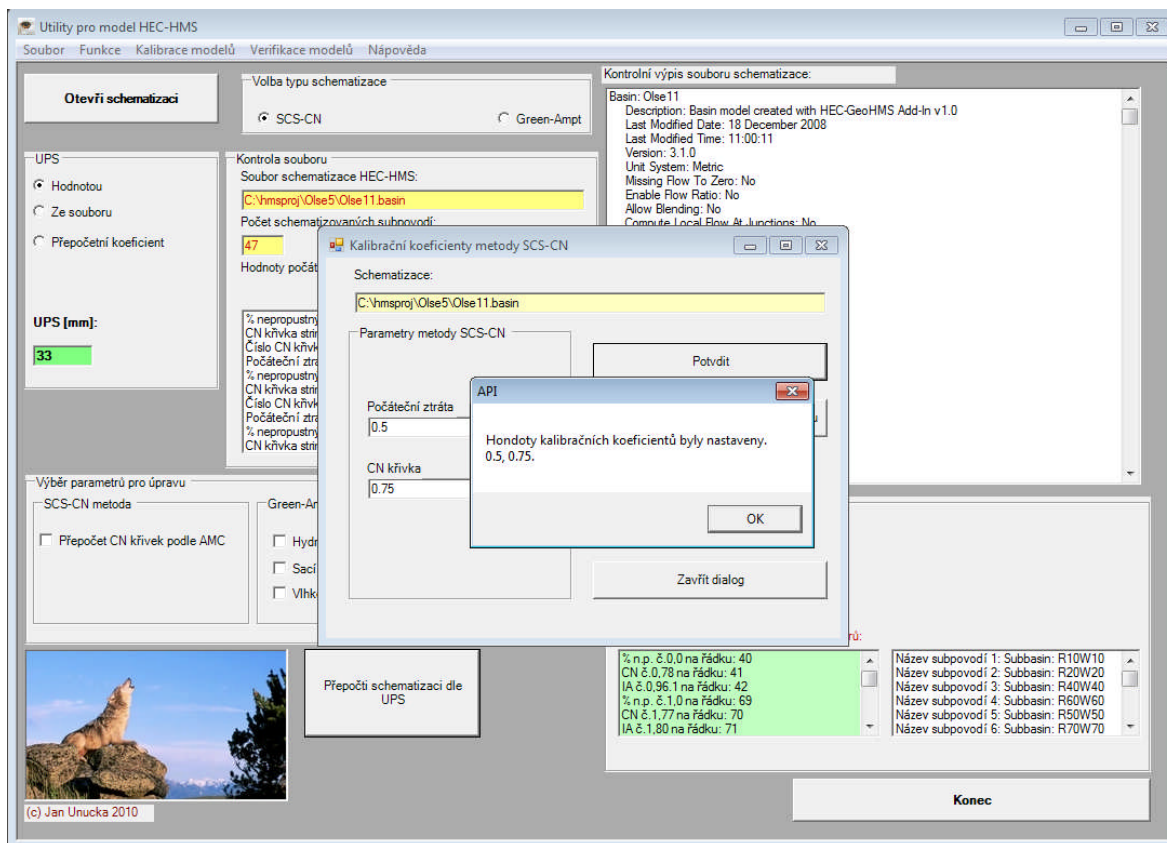 Utility pro model HEC-HMS
Soubor Funkce Kalibrace modelů Verifikace modelů Nápověda
Otevři schematizaci
Volba typu schematizace
SCS-CN
Green-Ampt
Kontrolní výpis souboru schematizace:
Basin: Olse11
Description: Basin model created with HEC-GeoHMS Add-In v1.0
Last Modified Date: 18 December 2008
Last Modified Time: 11:00:11
Version: 3.1.0
Unit System: Metric
Missing Flow To Zero: No
Enable Flow Ratio: No
Allow Blending: No
Compute Local Flow At Junctions: No
UPS
Hodnotou
Ze souboru
Přepočetní koeficient
UPS [mm]:
33
Kontrola souboru
Soubor schematizace HEC-HMS:
C:\hmsproj\Olse5\Olse11.basin
Počet schematizovaných subpovodí:
47
Hodnoty počát
% nepropustný
CN křivka strin
Číslo CN křivk
Počáteční ztrá
% nepropustný
CN křivka strin
Číslo CN křivk
Počáteční ztrá
% nepropustný
CN křivka strin
Kalibrační koeficienty metody SCS-CN
Schematizace:
C:\hmsproj\Olse5\Olse11.basin
Parametry metody SCS-CN
Počáteční ztráta
0.5
CN křivka
0.75
Potvdit
Zavřít dialog
API
Hondoty kalibračních koeficientů byly nastaveny.
0.5, 0.75.
OK
Výběr parametrů pro úpravu
SCS-CN metoda
Přepočet CN křivek podle AMC
Green-Am
Hydr
Sací
Vlhk
Přepočti schematizaci dle
UPS
rů:
% n.p. č.0,0 na řádku: 40
CN č.0,78 na řádku: 41
IA č.0,96.1 na řádku: 42
% n.p. č.1,0 na řádku: 69
CN č.1,77 na řádku: 70
IA č.1,80 na řádku: 71
Název subpovodí 1: Subbasin: R10W10
Název subpovodí 2: Subbasin: R20W20
Název subpovodí 3: Subbasin: R40W40
Název subpovodí 4: Subbasin: R60W60
Název subpovodí 5: Subbasin: R50W50
Název subpovodí 6: Subbasin: R70W70
(c) Jan Unucka 2010
Konec